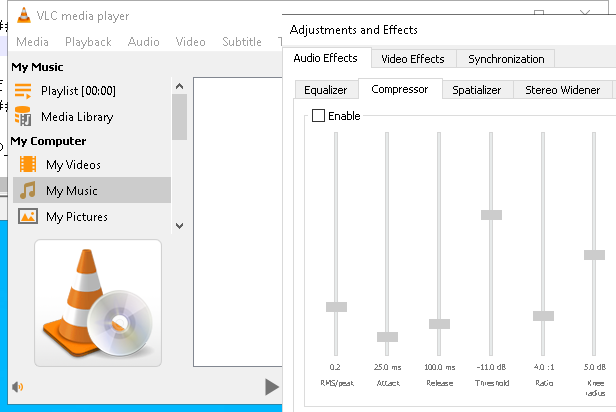 VLC media player
Media Playback Audio Video Subtitle
My Music
Playlist [00:00]
Media Library
My Computer
My Videos
My Music
My Pictures
Adjustments and Effects
Audio Effects Video Effects Synchronization
Equalizer Compressor Spatializer Stereo Widener
Enable
0.2 25.0 ms 100.0 ms -11.0 dB 4.0 :1 5.0 dB
RMS/peak Attack Release Threshold Ratio Knee
radius